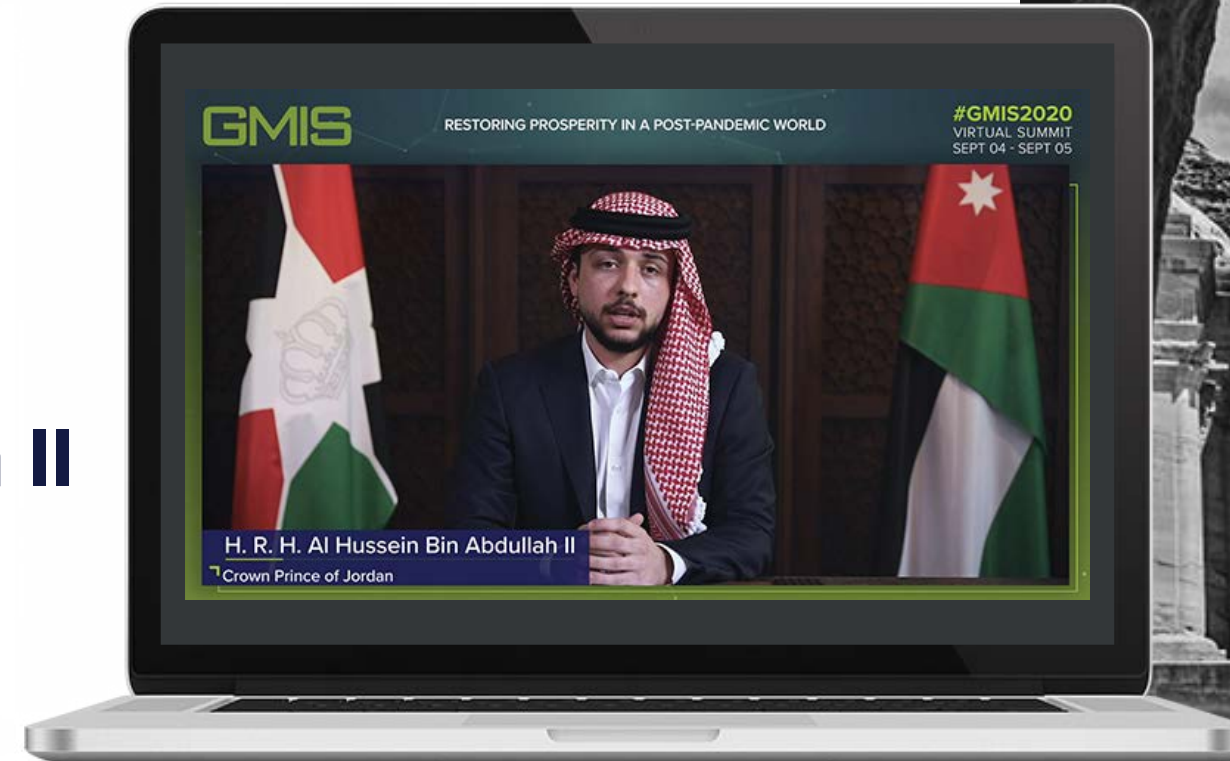 GMIS
RESTORING PROSPERITY IN A POST-PANDEMIC WORLD
#GMIS2020
VIRTUAL SUMMIT
SEPT 04 - SEPT 05
II
H. R. H. Al Hussein Bin Abdullah II
Crown Prince of Jordan